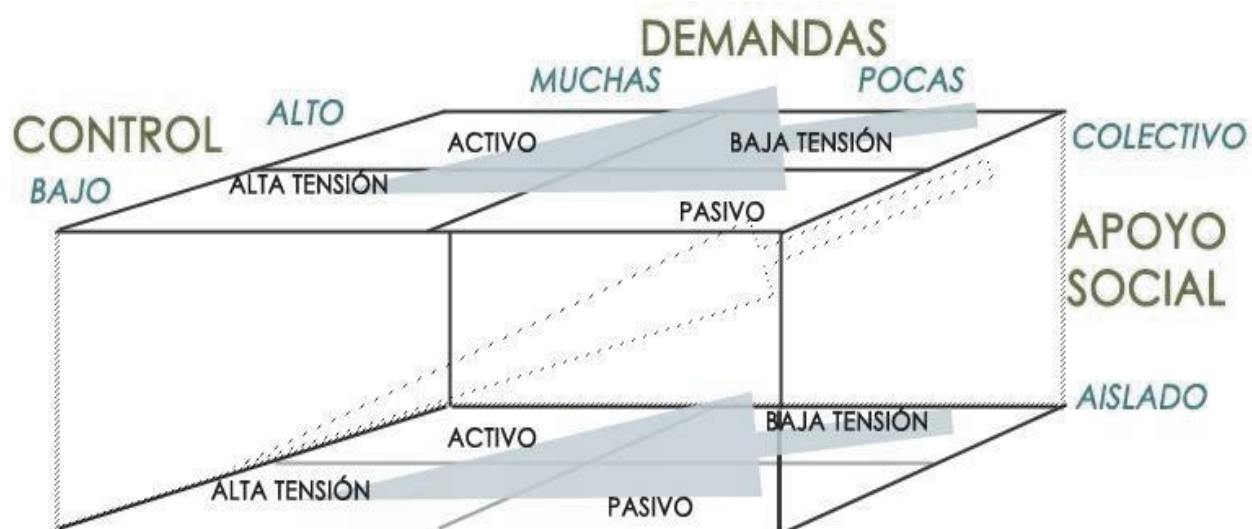 DEMANDAS
MUCHAS
POCAS
ALTO
CONTROL
BAJO
COLECTIVO
ACTIVO
BAJA TENSIÓN
ALTA TENSIÓN
PASIVO
APOYO
SOCIAL
AISLADO
BAJA TENSIÓN
ACTIVO
ALTA TENSIÓN
PASIVO